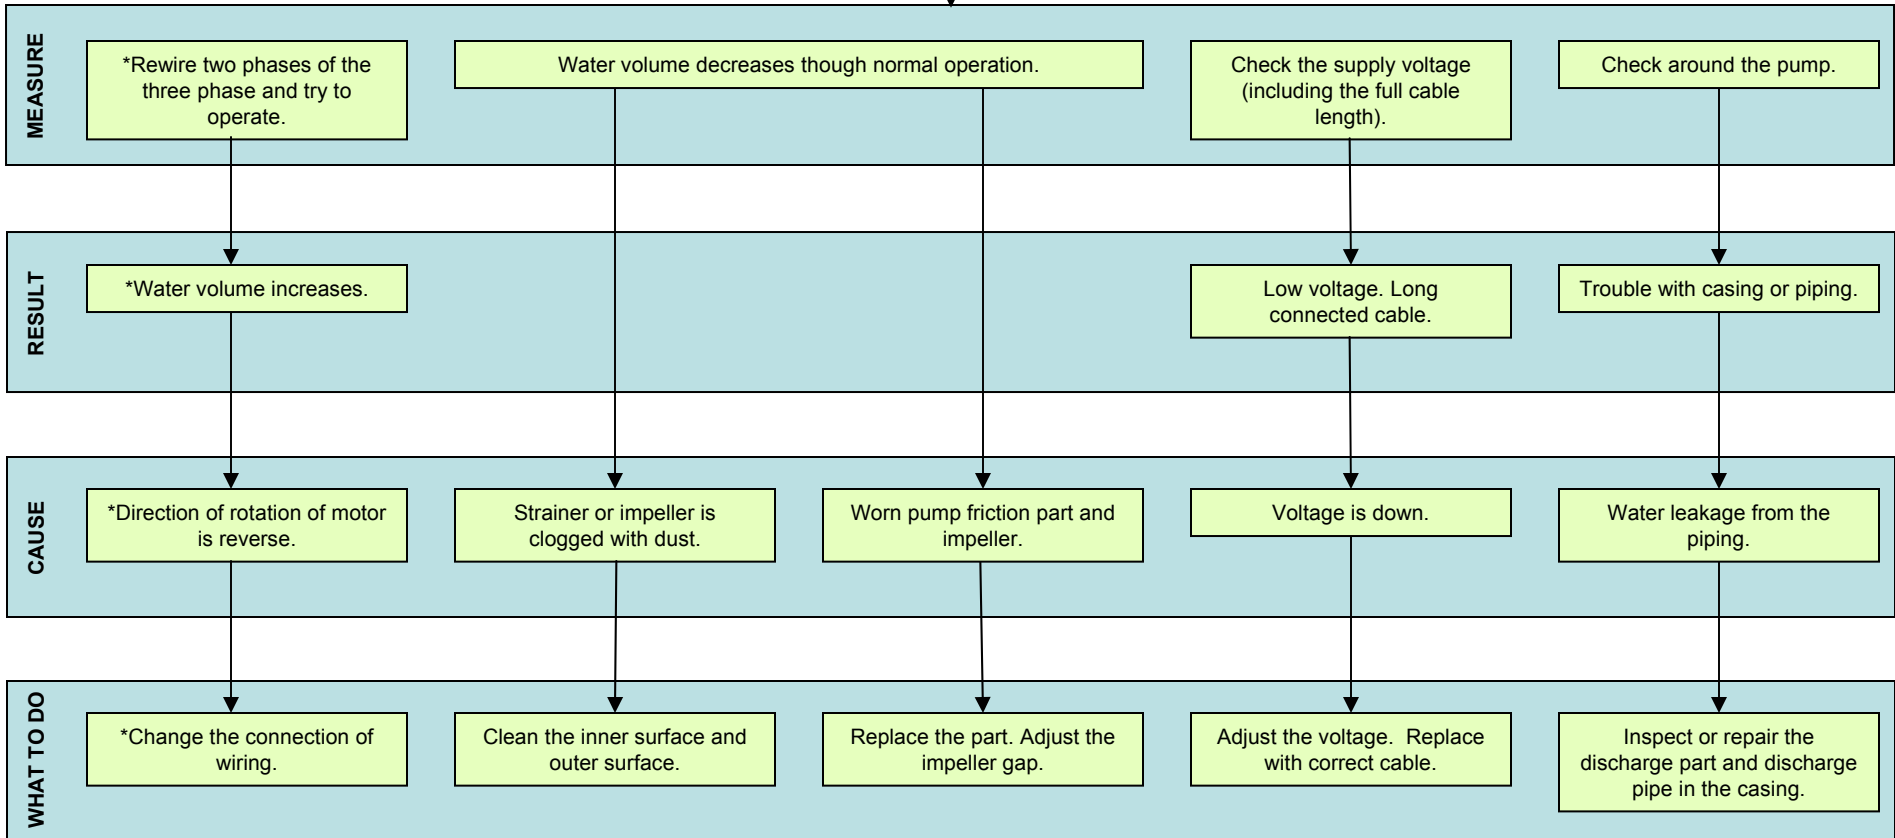 MEASURE
*Rewire two phases of the
three phase and try to
operate.
Water volume decreases though normal operation.
Check the supply voltage
(including the full cable
length).
Check around the pump.
RESULT
*Water volume increases.
Low voltage. Long
connected cable.
Trouble with casing or piping.
CAUSE
*Direction of rotation of motor
is reverse.
Strainer or impeller is
clogged with dust.
Worn pump friction part and
impeller.
Voltage is down.
Water leakage from the
piping.
WHAT TO DO
*Change the connection of
wiring.
Clean the inner surface and
outer surface.
Replace the part. Adjust the
impeller gap.
Adjust the voltage.  Replace
with correct cable.
Inspect or repair the
discharge part and discharge
pipe in the casing.